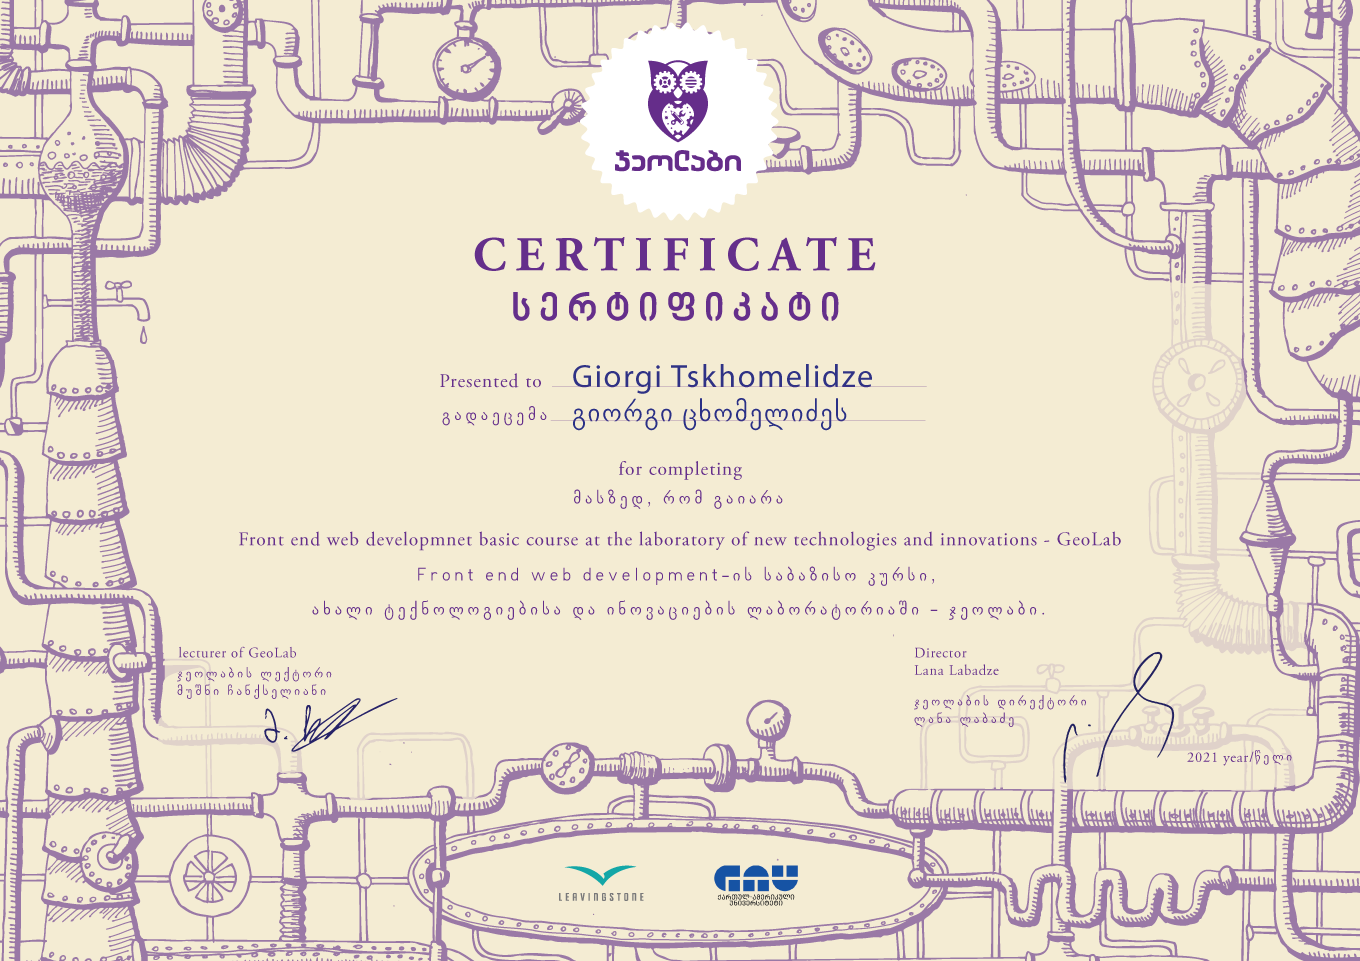 ჯეოლაბი
CERTIFICATE
სერტიფიკატი
Presented to Giorgi Tskhomelidze
გადაეცემა გიორგი ცხომელიძეს
for completing
მასზედ, რომ გაიარა
Front end web developmnet basic course at the laboratory of new technologies and innovations - GeoLab
Front end web development-ის საბაზისო კურსი,
ახალი ტექნოლოგიებისა და ინოვაციების ლაბორატორიაში - ჯეოლაბი.
lecturer of GeoLab
ჯეოლაბის ლექტორი
მუშნი ჩანქსელიანი
Director
Lana Labadze
ჯეოლაბის დირექტორი
ლანა ლაბაძე
2021 year/წელი
LEAVINGSTONE
GAU
ქართულ-ამერიკული
უნივერსიტეტი